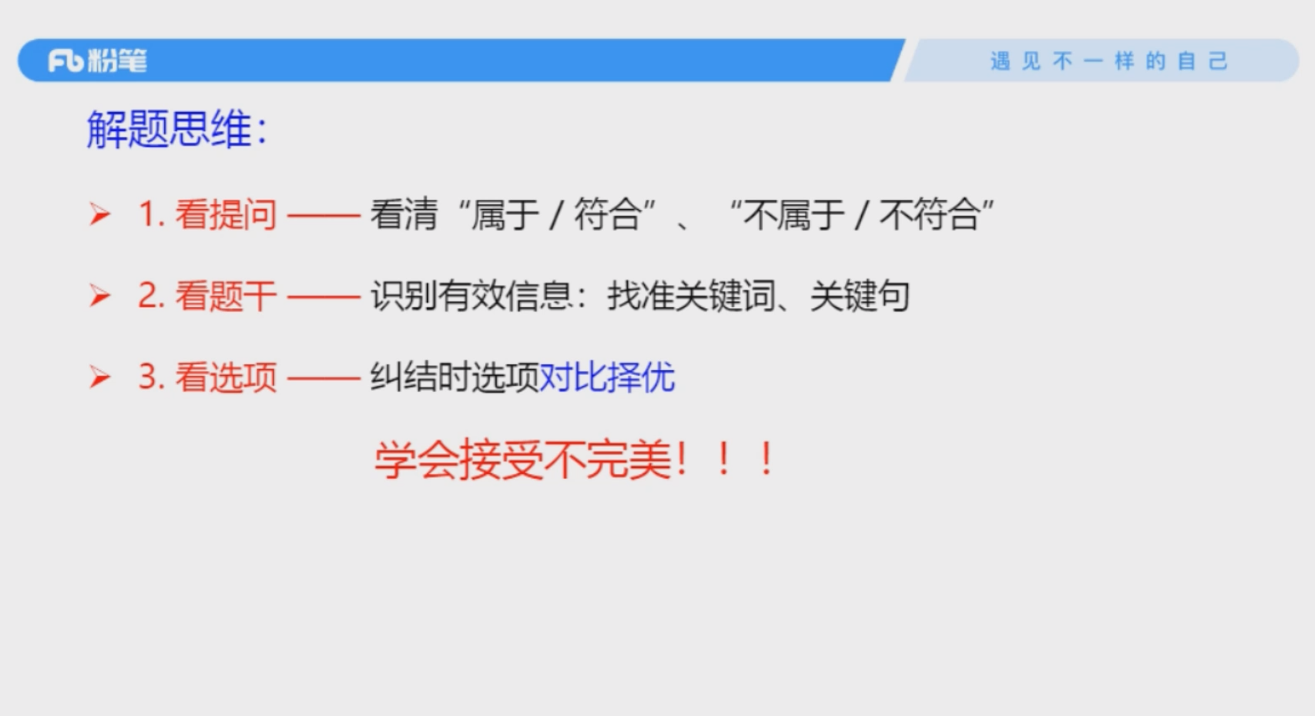 粉笔
遇见不一样的自己
解题思维：
➢ 1. 看提问 —— 看清“属于 / 符合”、“不属于 / 不符合”
➢ 2. 看题干 —— 识别有效信息：找准关键词、关键句
➢ 3. 看选项 —— 纠结时选项对比择优
学会接受不完美！！！